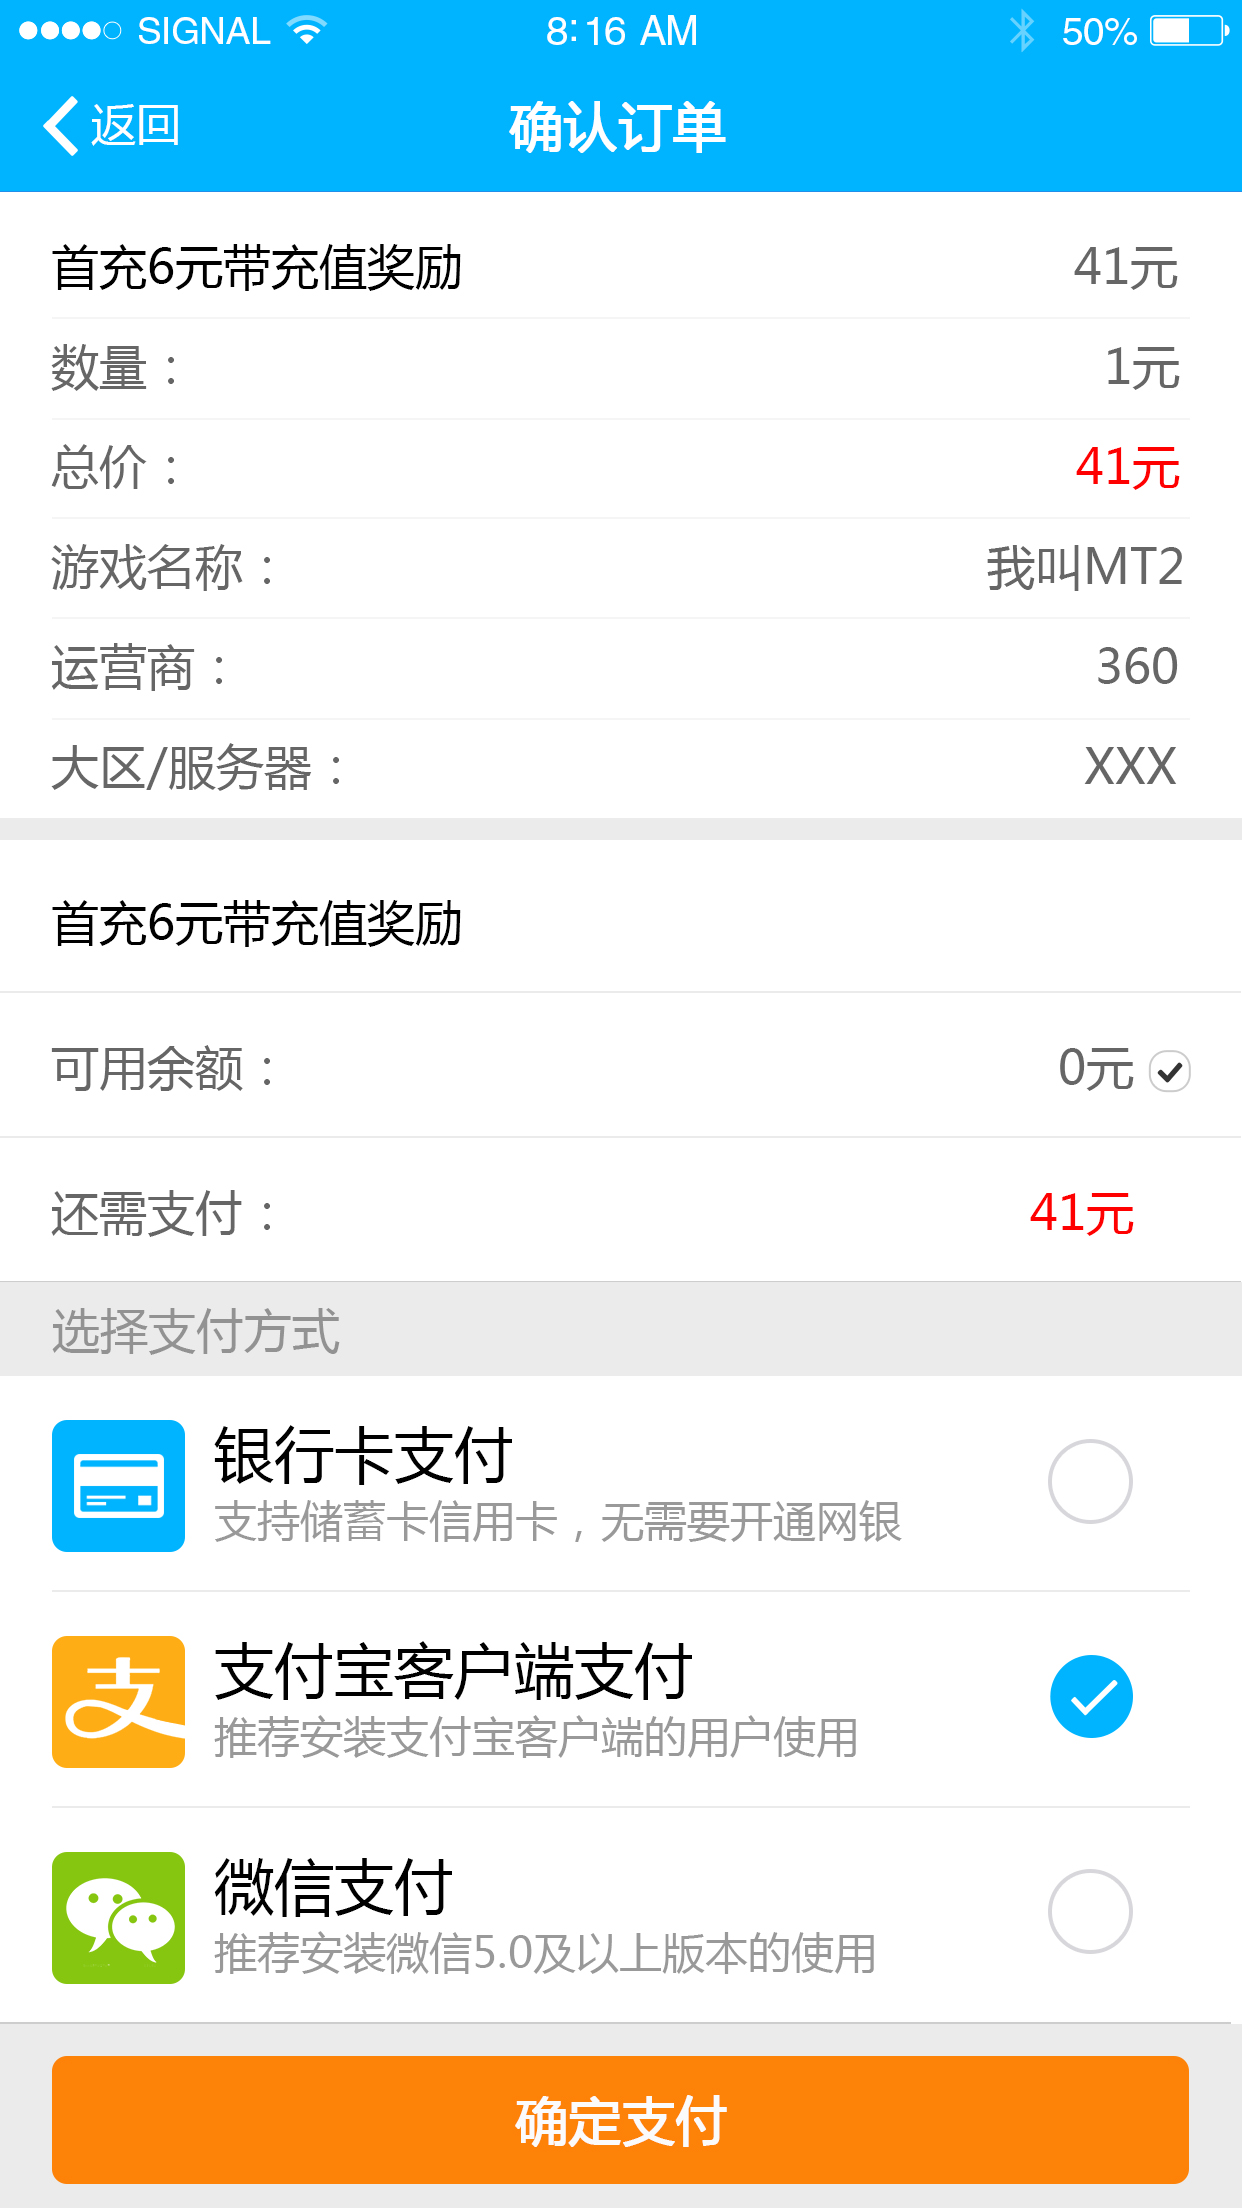 SIGNAL 8:16 AM 50%
返回 确认订单
首充6元带充值奖励 41元
数量： 1元
总价： 41元
游戏名称： 我叫MT2
运营商： 360
大区/服务器： XXX
首充6元带充值奖励
可用余额： 0元
还需支付： 41元
选择支付方式
银行卡支付
支持储蓄卡信用卡，无需要开通网银
支 支付宝客户端支付
推荐安装支付宝客户端的用户使用
微信支付
推荐安装微信5.0及以上版本的使用
确定支付